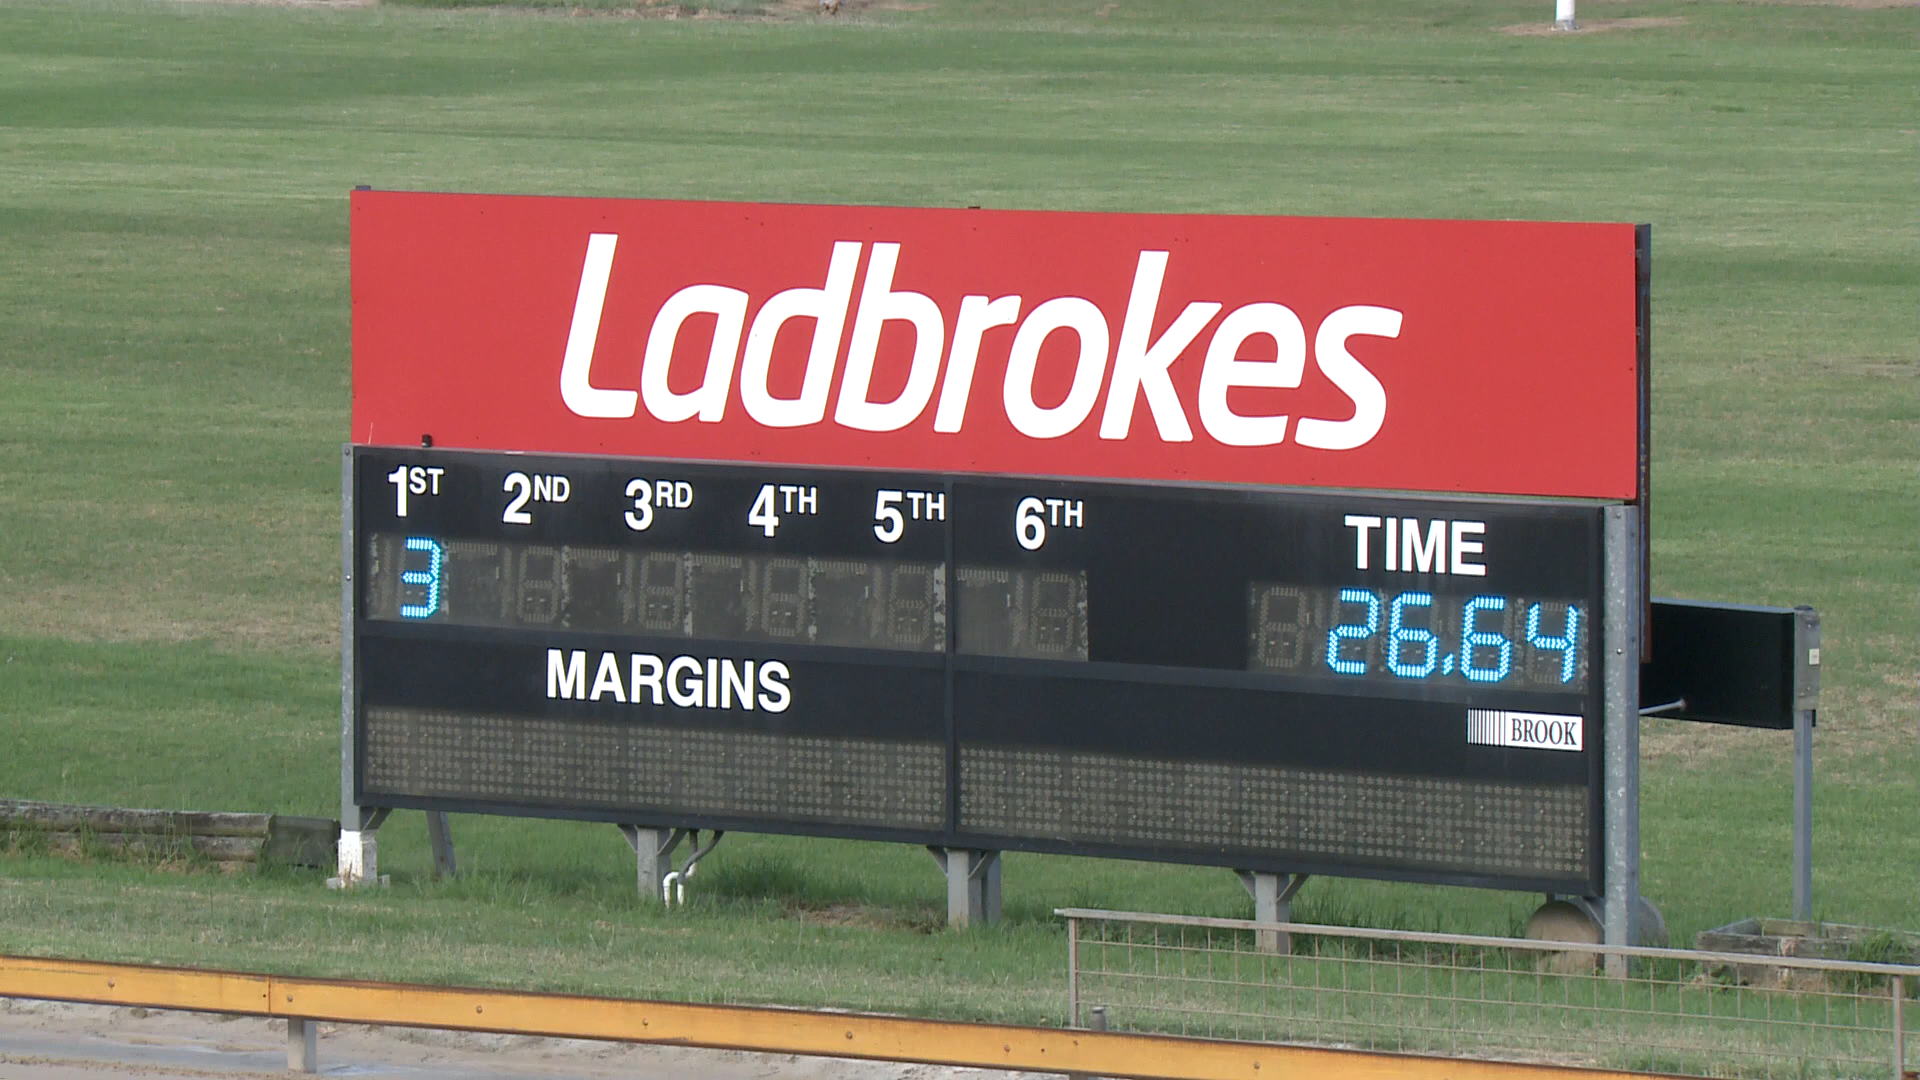 Ladbrokes
1ST 2ND 3RD 4TH 5TH 6TH TIME
3 26.64
MARGINS
BROOK